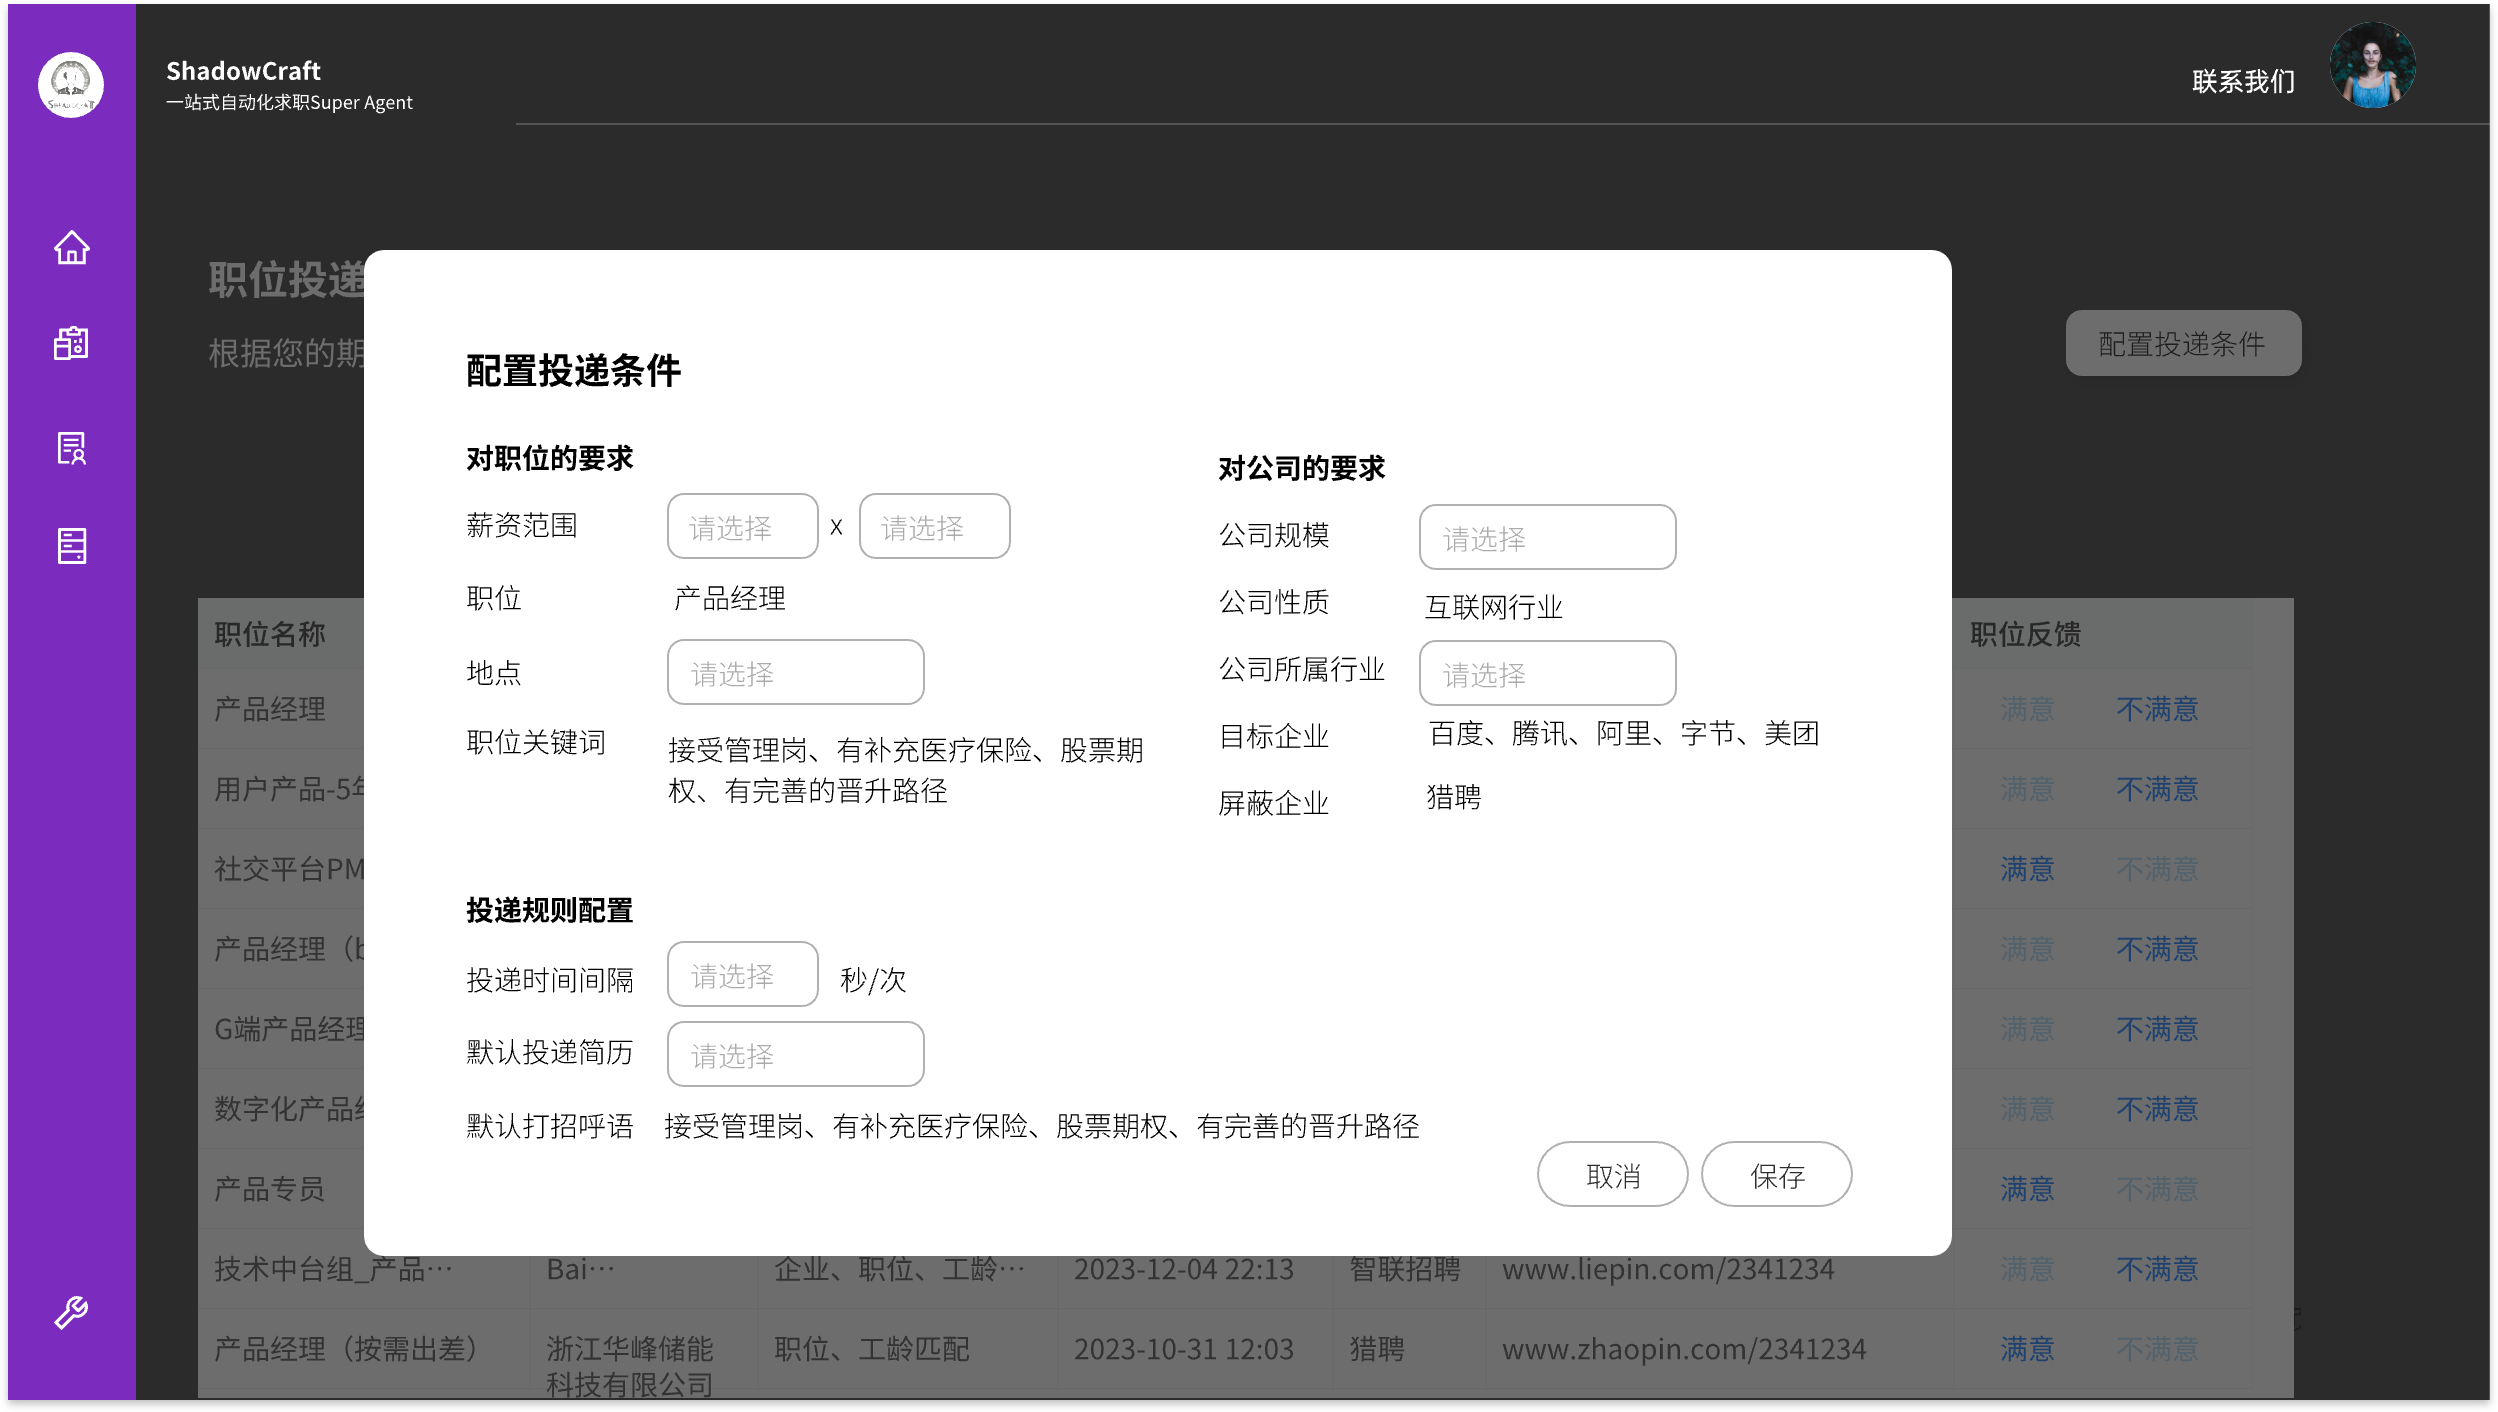 ShadowCraft
一站式自动化求职Super Agent
联系我们
职位投递
根据您的期
配置投递条件
配置投递条件
对职位的要求
薪资范围 请选择 x 请选择
职位 产品经理
地点 请选择
职位关键词 接受管理岗、有补充医疗保险、股票期
权、有完善的晋升路径
对公司的要求
公司规模 请选择
公司性质 互联网行业
公司所属行业 请选择
目标企业 百度、腾讯、阿里、字节、美团
屏蔽企业 猎聘
投递规则配置
投递时间间隔 请选择 秒/次
默认投递简历 请选择
默认打招呼语 接受管理岗、有补充医疗保险、股票期权、有完善的晋升路径
取消 保存
职位名称 职位反馈
产品经理 满意 不满意
用户产品-5年 满意 不满意
社交平台PM 满意 不满意
产品经理（b 满意 不满意
G端产品经理 满意 不满意
数字化产品经 满意 不满意
产品专员 满意 不满意
技术中台组_产品… Bai… 企业、职位、工龄… 2023-12-04 22:13 智联招聘 www.liepin.com/2341234 满意 不满意
产品经理（按需出差） 浙江华峰储能 职位、工龄匹配 2023-10-31 12:03 猎聘 www.zhaopin.com/2341234 满意 不满意
科技有限公司